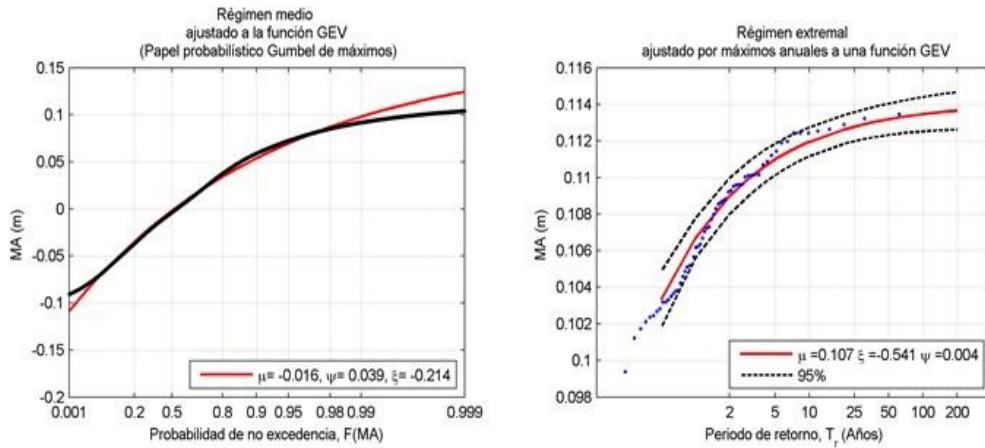 Régimen medio
ajustado a la función GEV
(Papel probabilístico Gumbel de máximos)
0.15
0.1
0.05
0
-0.05
-0.1
-0.15
-0.2
MA (m)
μ= -0.016, ψ= 0.039, ξ= -0.214
0.001 0.2 0.5 0.8 0.9 0.95 0.98 0.99 0.999
Probabilidad de no excedencia, F(MA)
Régimen extremal
ajustado por máximos anuales a una función GEV
0.116
0.114
0.112
0.11
0.108
0.106
0.104
0.102
0.1
0.098
MA (m)
μ =0.107 ξ =-0.541 ψ =0.004
95%
2 5 10 25 50 100 200
Periodo de retorno, Tr (Años)